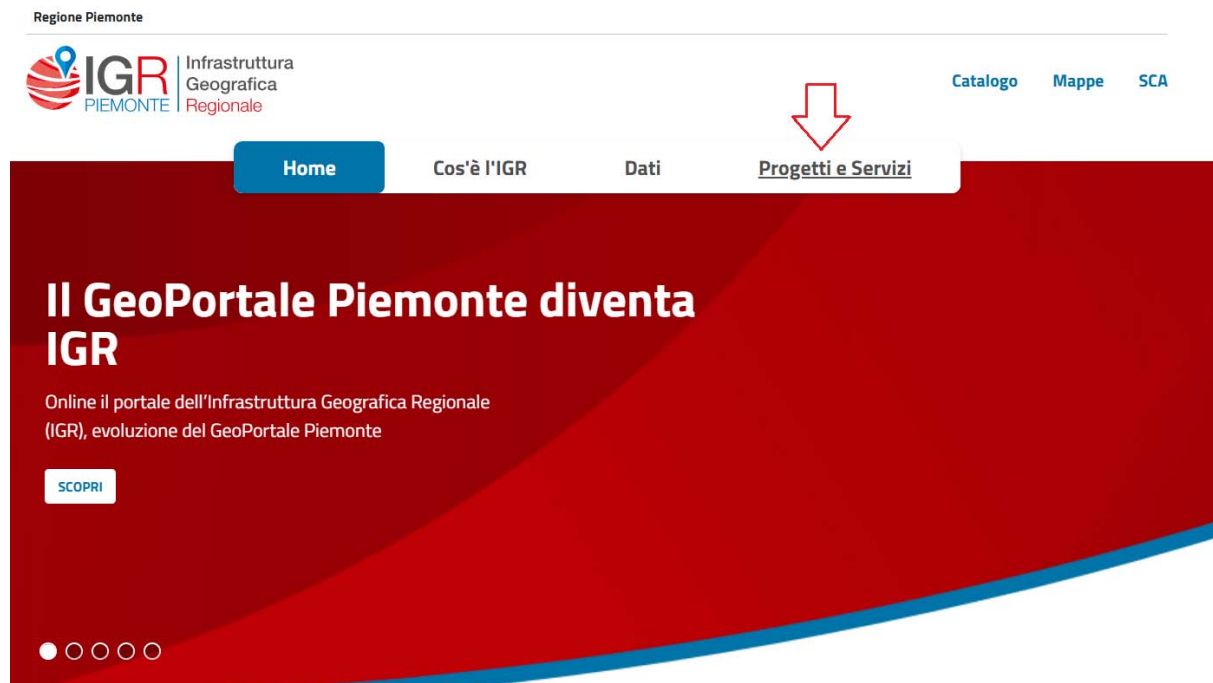 Regione Piemonte
IGR
PIEMONTE
Infrastruttura
Geografica
Regionale
Catalogo Mappe SCA
Home Cos'è l'IGR Dati Progetti e Servizi
Il GeoPortale Piemonte diventa
IGR
Online il portale dell'Infrastruttura Geografica Regionale
(IGR), evoluzione del GeoPortale Piemonte
SCOPRI